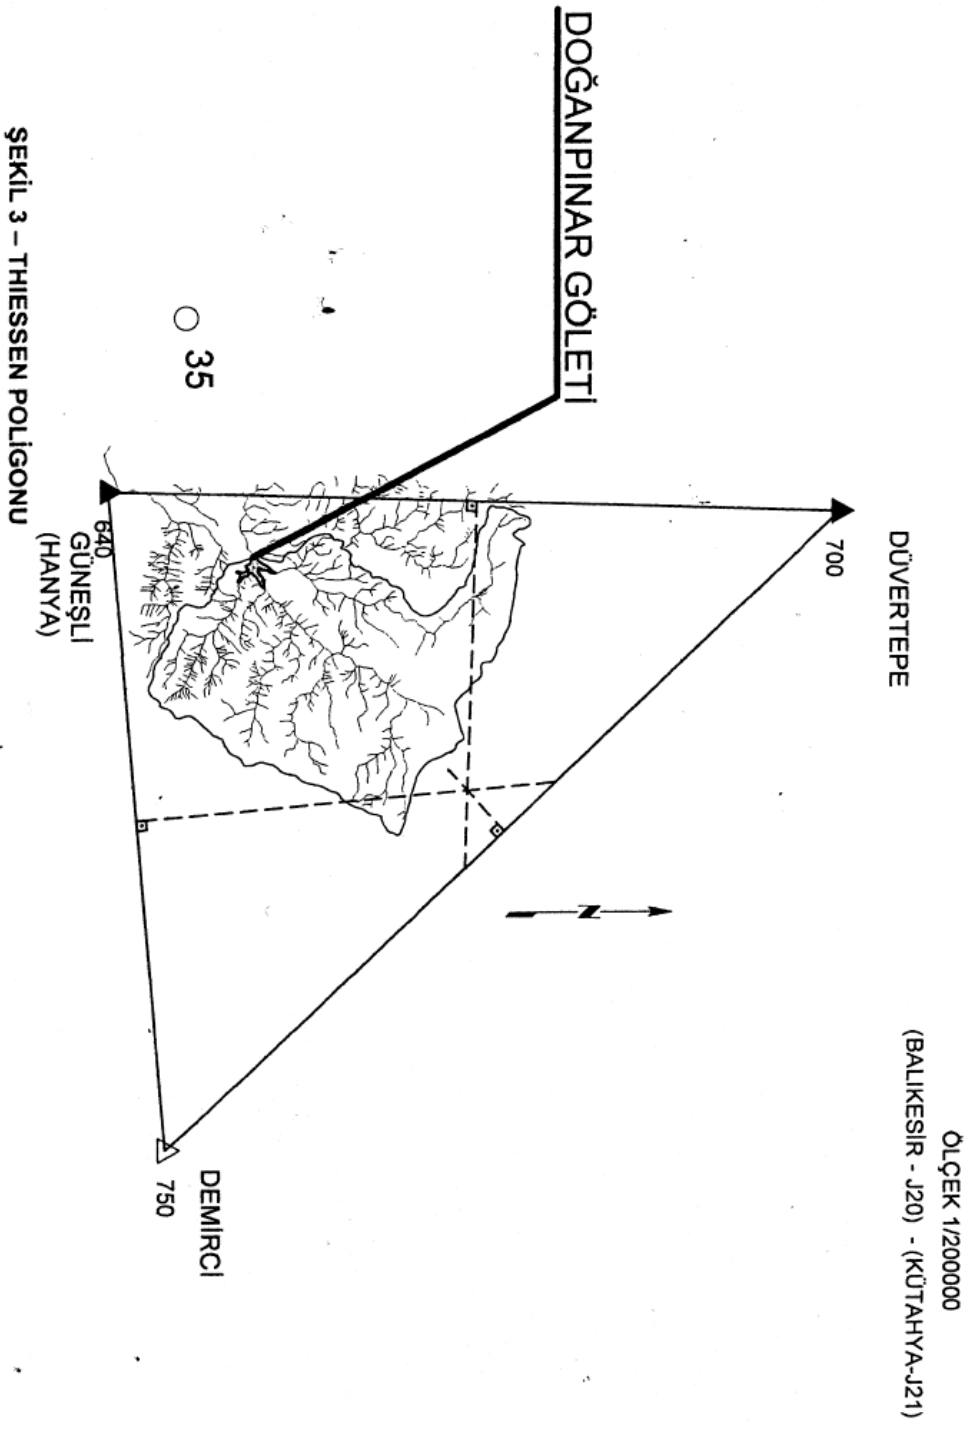 ÖLÇEK 1/200000
(BALIKESİR - J20) - (KÜTAHYA-J21)
DÜVERTEPE
700
DOĞANPINAR GÖLETİ
N
35
DEMİRCİ
750
640
GÜNEŞLİ
(HANYA)
ŞEKİL 3 – THIESSEN POLİGONU